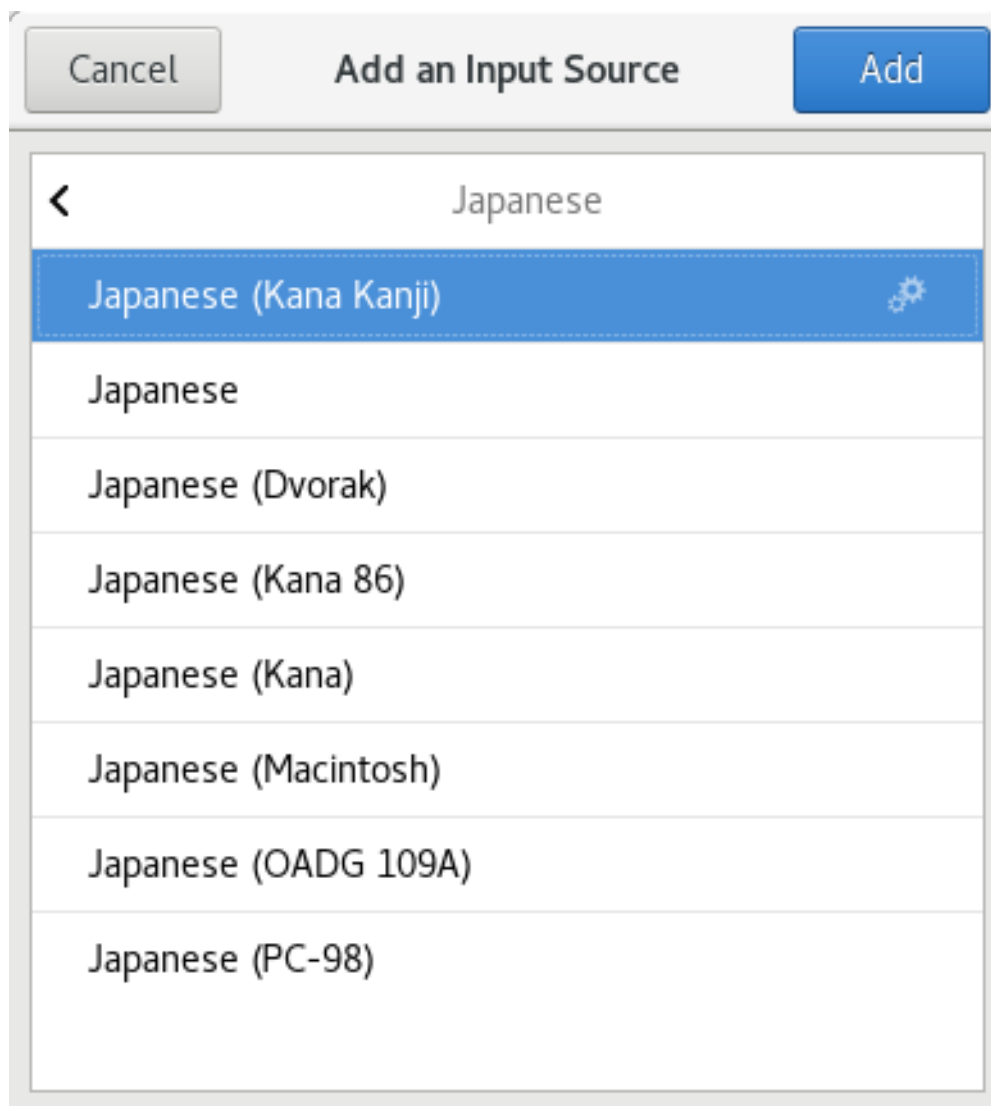 Cancel Add an Input Source Add
Japanese
Japanese (Kana Kanji)
Japanese
Japanese (Dvorak)
Japanese (Kana 86)
Japanese (Kana)
Japanese (Macintosh)
Japanese (OADG 109A)
Japanese (PC-98)